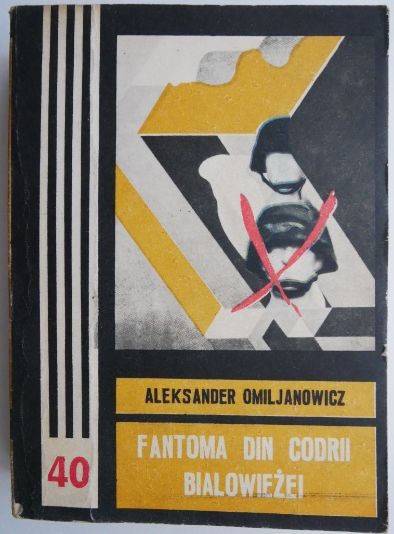 ALEKSANDER OMILJANOWICZ
FANTOMA DIN CODRII
BIALOWIEŻEI
40